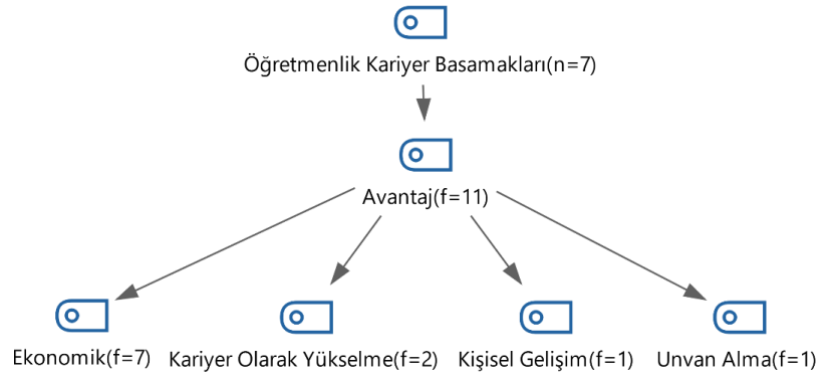 Öğretmenlik Kariyer Basamakları(n=7)
Avantaj(f=11)
Ekonomik(f=7) Kariyer Olarak Yükselme(f=2) Kişisel Gelişim(f=1) Unvan Alma(f=1)